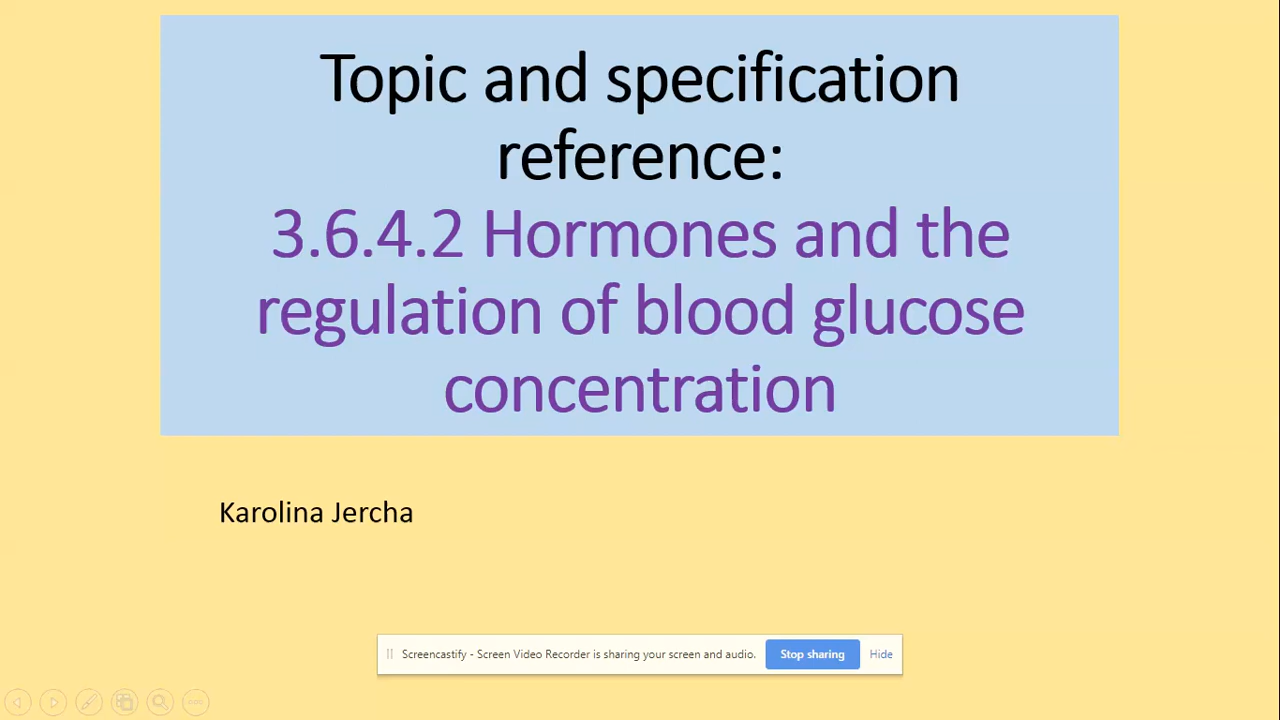 Topic and specification
reference:
3.6.4.2 Hormones and the
regulation of blood glucose
concentration
Karolina Jercha
Screencastify - Screen Video Recorder is sharing your screen and audio. Stop sharing Hide